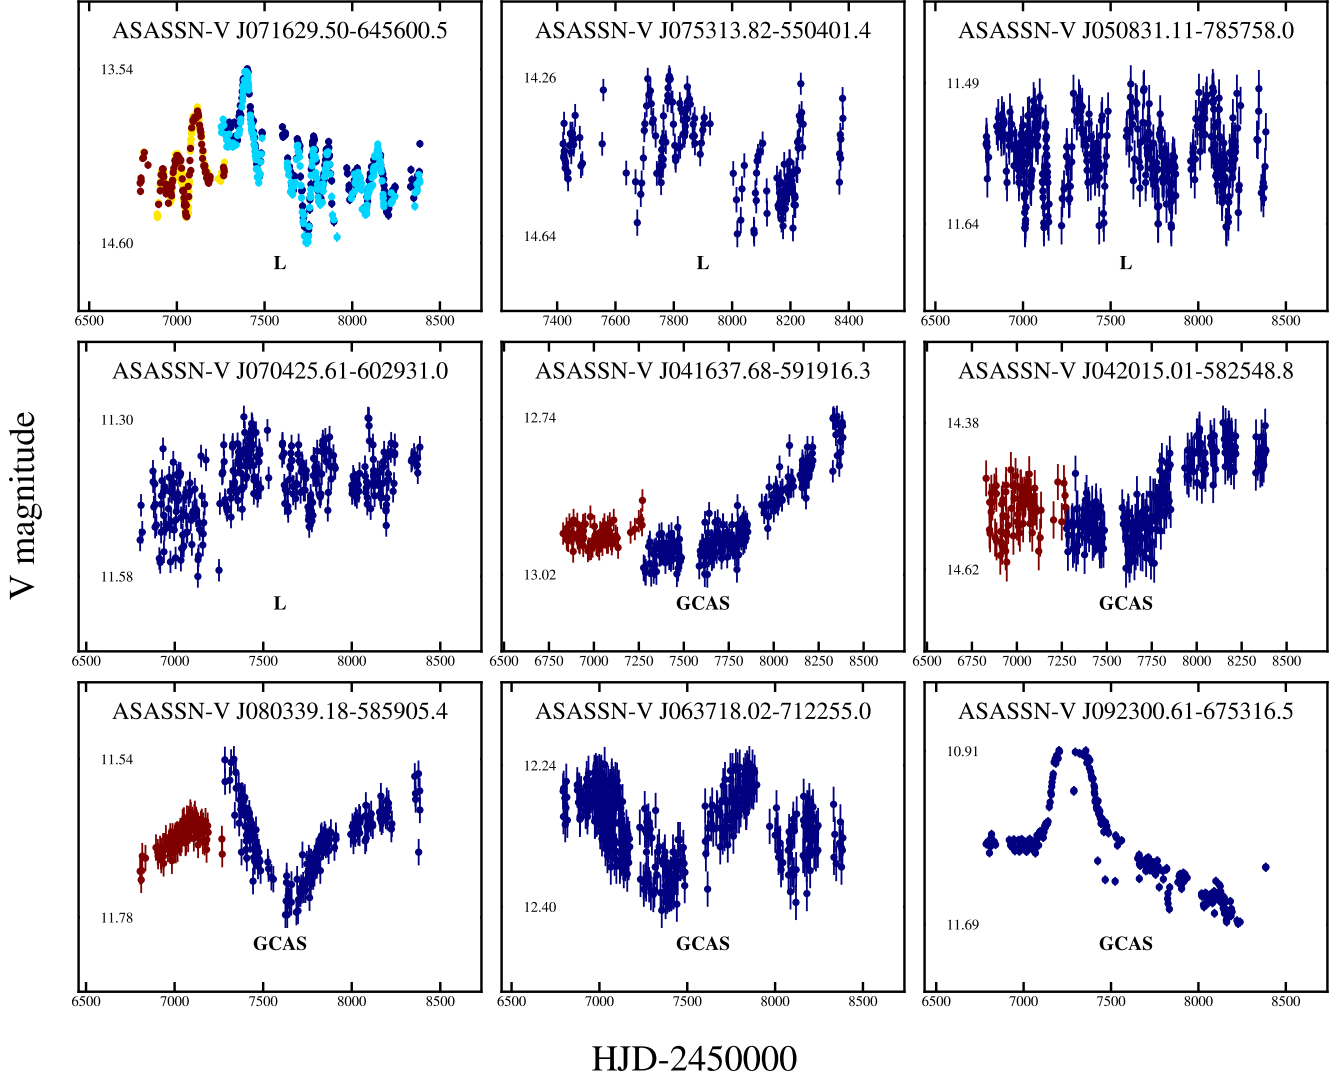 ASASSN-V J071629.50-645600.5
13.54
14.60
L
6500 7000 7500 8000 8500
ASASSN-V J075313.82-550401.4
14.26
14.64
L
7400 7600 7800 8000 8200 8400
ASASSN-V J050831.11-785758.0
11.49
11.64
L
6500 7000 7500 8000 8500
V magnitude
ASASSN-V J070425.61-602931.0
11.30
11.58
L
6500 7000 7500 8000 8500
ASASSN-V J041637.68-591916.3
12.74
13.02
GCAS
6500 6750 7000 7250 7500 7750 8000 8250 8500
ASASSN-V J042015.01-582548.8
14.38
14.62
GCAS
6500 6750 7000 7250 7500 7750 8000 8250 8500
ASASSN-V J080339.18-585905.4
11.54
11.78
GCAS
6500 7000 7500 8000 8500
ASASSN-V J063718.02-712255.0
12.24
12.40
GCAS
6500 7000 7500 8000 8500
ASASSN-V J092300.61-675316.5
10.91
11.69
GCAS
6500 7000 7500 8000 8500
HJD-2450000